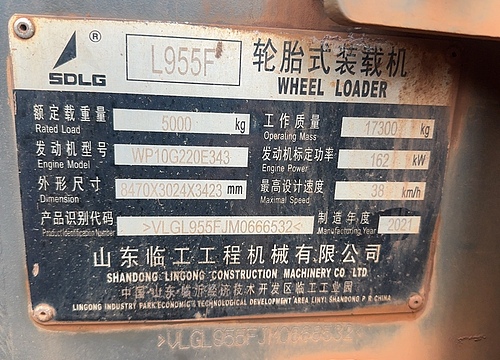 SDLG ® L955F 轮胎式装载机
WHEEL LOADER
额定载重量 5000 kg 工作质量 17300 kg
Rated Load Operating Mass
发动机型号 WP10G220E343 发动机标定功率 162 kW
Engine Model Engine Power
外形尺寸 8470X3024X3423 mm 最高设计速度 38 km/h
Dimension Maximal Speed
产品识别代码 >VLGL955FJM0666532< 制造年度 2021
Product Identification Number Manufacturing Year
山东临工工程机械有限公司
SHANDONG LINGONG CONSTRUCTION MACHINERY CO LTD
中国·山东·临沂经济技术开发区临工工业园
LINGONG INDUSTRY PARK ECONOMIC & TECHNOLOGICAL DEVELOPMENT AREA LINYI SHANDONG P R CHINA
>VLGL955FJM0666532